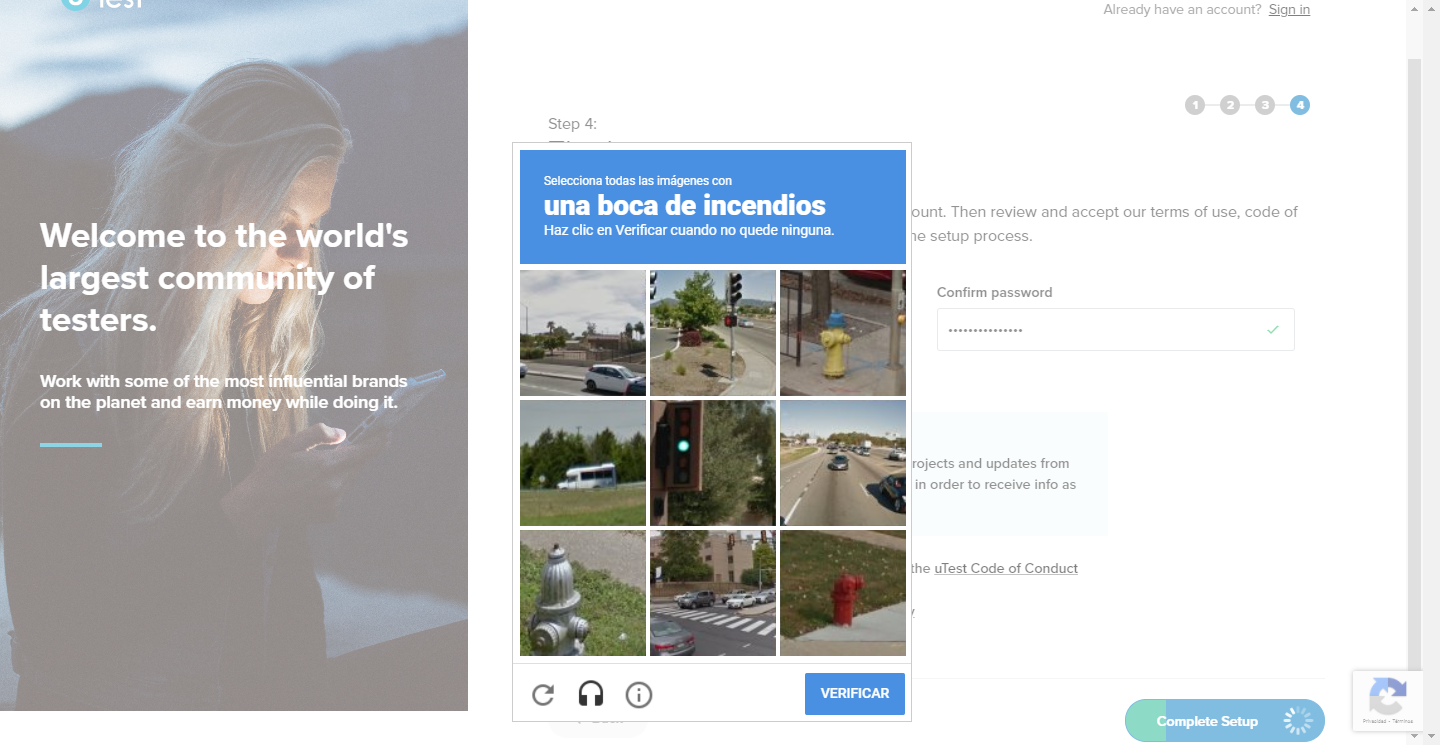 Test
Already have an account? Sign in
1 2 3 4
Step 4:
Welcome to the world's
largest community of
testers.
Work with some of the most influential brands
on the planet and earn money while doing it.
Selecciona todas las imágenes con
una boca de incendios
Haz clic en Verificar cuando no quede ninguna.
ount. Then review and accept our terms of use, code of
ne setup process.
Confirm password
rojects and updates from
in order to receive info as
the uTest Code of Conduct
VERIFICAR
Complete Setup
Privacidad - Términos